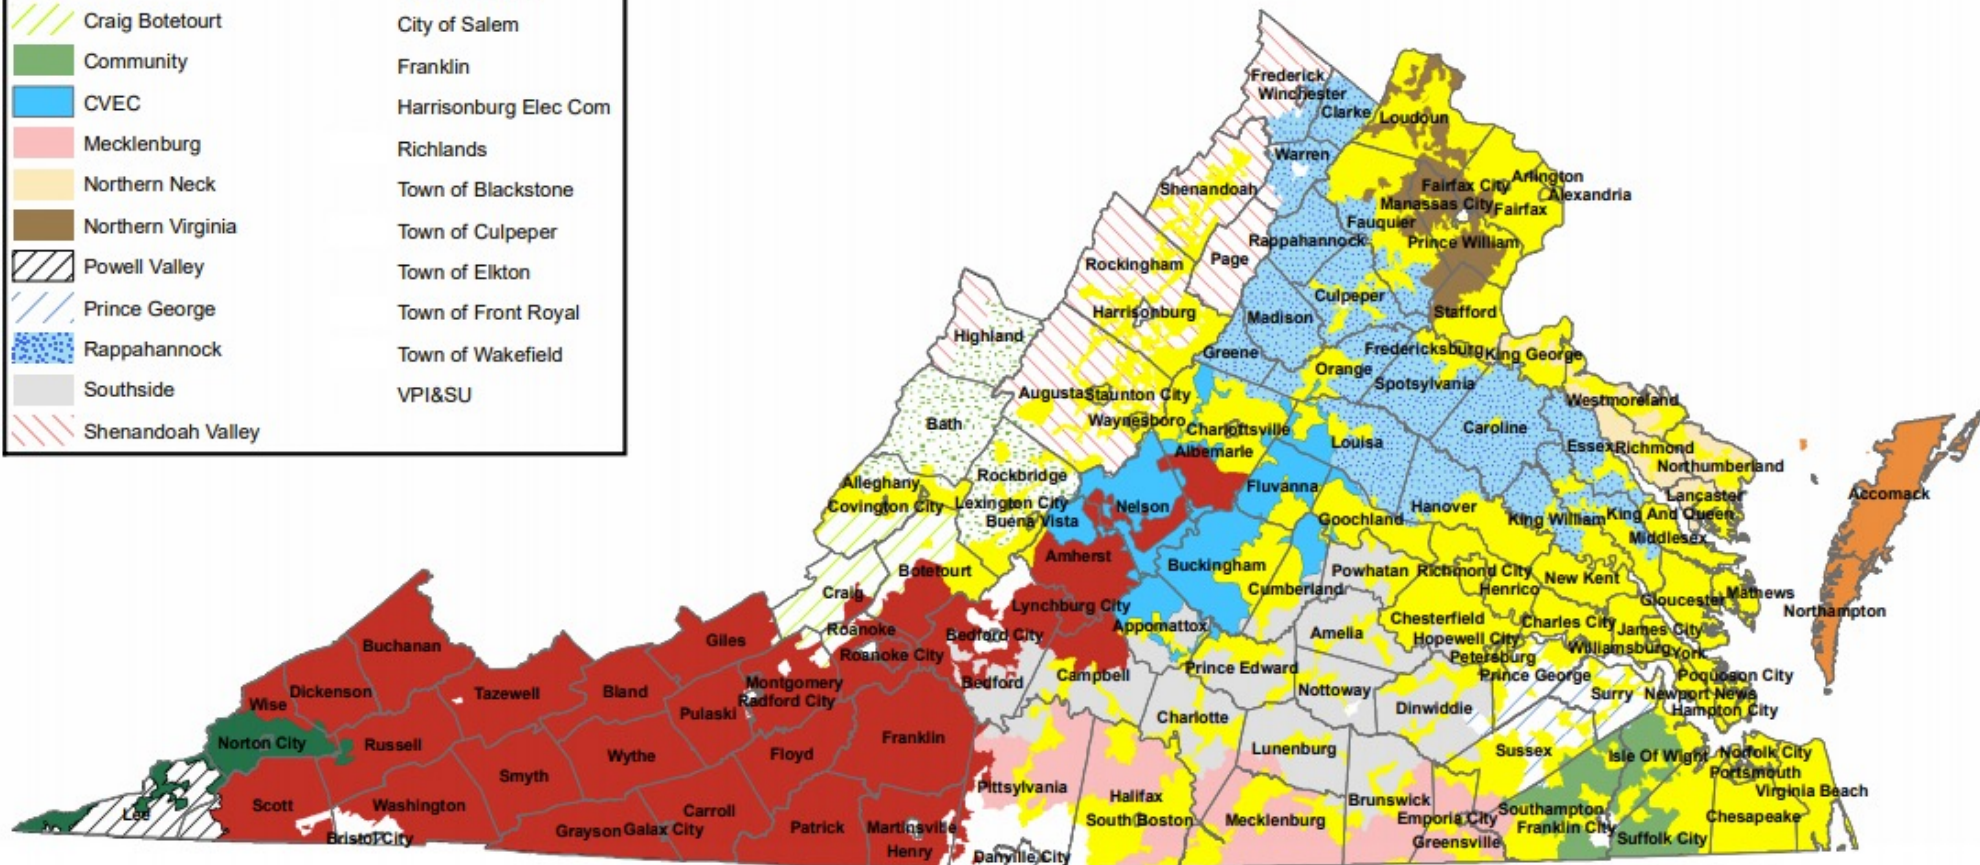 Craig Botetourt
Community
CVEC
Mecklenburg
Northern Neck
Northern Virginia
Powell Valley
Prince George
Rappahannock
Southside
Shenandoah Valley
City of Salem
Franklin
Harrisonburg Elec Com
Richlands
Town of Blackstone
Town of Culpeper
Town of Elkton
Town of Front Royal
Town of Wakefield
VPI&SU
Frederick
Winchester
Clarke
Loudoun
Warren
Shenandoah
Fairfax City
Arlington
Alexandria
Manassas City
Fairfax
Fauquier
Rappahannock
Prince William
Page
Rockingham
Culpeper
Stafford
Madison
Harrisonburg
Highland
Greene
Fredericksburg
King George
Orange
Spotsylvania
Augusta
Staunton City
Westmoreland
Waynesboro
Bath
Charlottsville
Louisa
Caroline
Essex
Richmond
Albemarle
Northumberland
Rockbridge
Alleghany
Fluvanna
Lancaster
Accomack
Covington City
Lexington City
Nelson
Hanover
Buena Vista
Goochland
King William
King And Queen
Middlesex
Amherst
Botetourt
Buckingham
Powhatan
Richmond City
New Kent
Craig
Cumberland
Henrico
Gloucester
Mathews
Northampton
Lynchburg City
Appomattox
Chesterfield
Charles City
James City
Roanoke
Bedford City
Amelia
Hopewell City
Williamsburg
York
Giles
Buchanan
Roanoke City
Petersburg
Campbell
Prince Edward
Prince George
Poquoson City
Bedford
Montgomery
Radford City
Nottoway
Surry
Newport News
Hampton City
Dickenson
Tazewell
Bland
Wise
Pulaski
Charlotte
Dinwiddie
Norton City
Russell
Wythe
Floyd
Franklin
Lunenburg
Sussex
Isle Of Wight
Norfolk City
Portsmouth
Smyth
Pittsylvania
Halifax
Virginia Beach
Scott
Washington
Carroll
Brunswick
Southampton
Lee
Bristol City
Grayson
Galax City
Patrick
Martinsville
Henry
South Boston
Mecklenburg
Emporia City
Franklin City
Chesapeake
Greensville
Suffolk City
Danville City